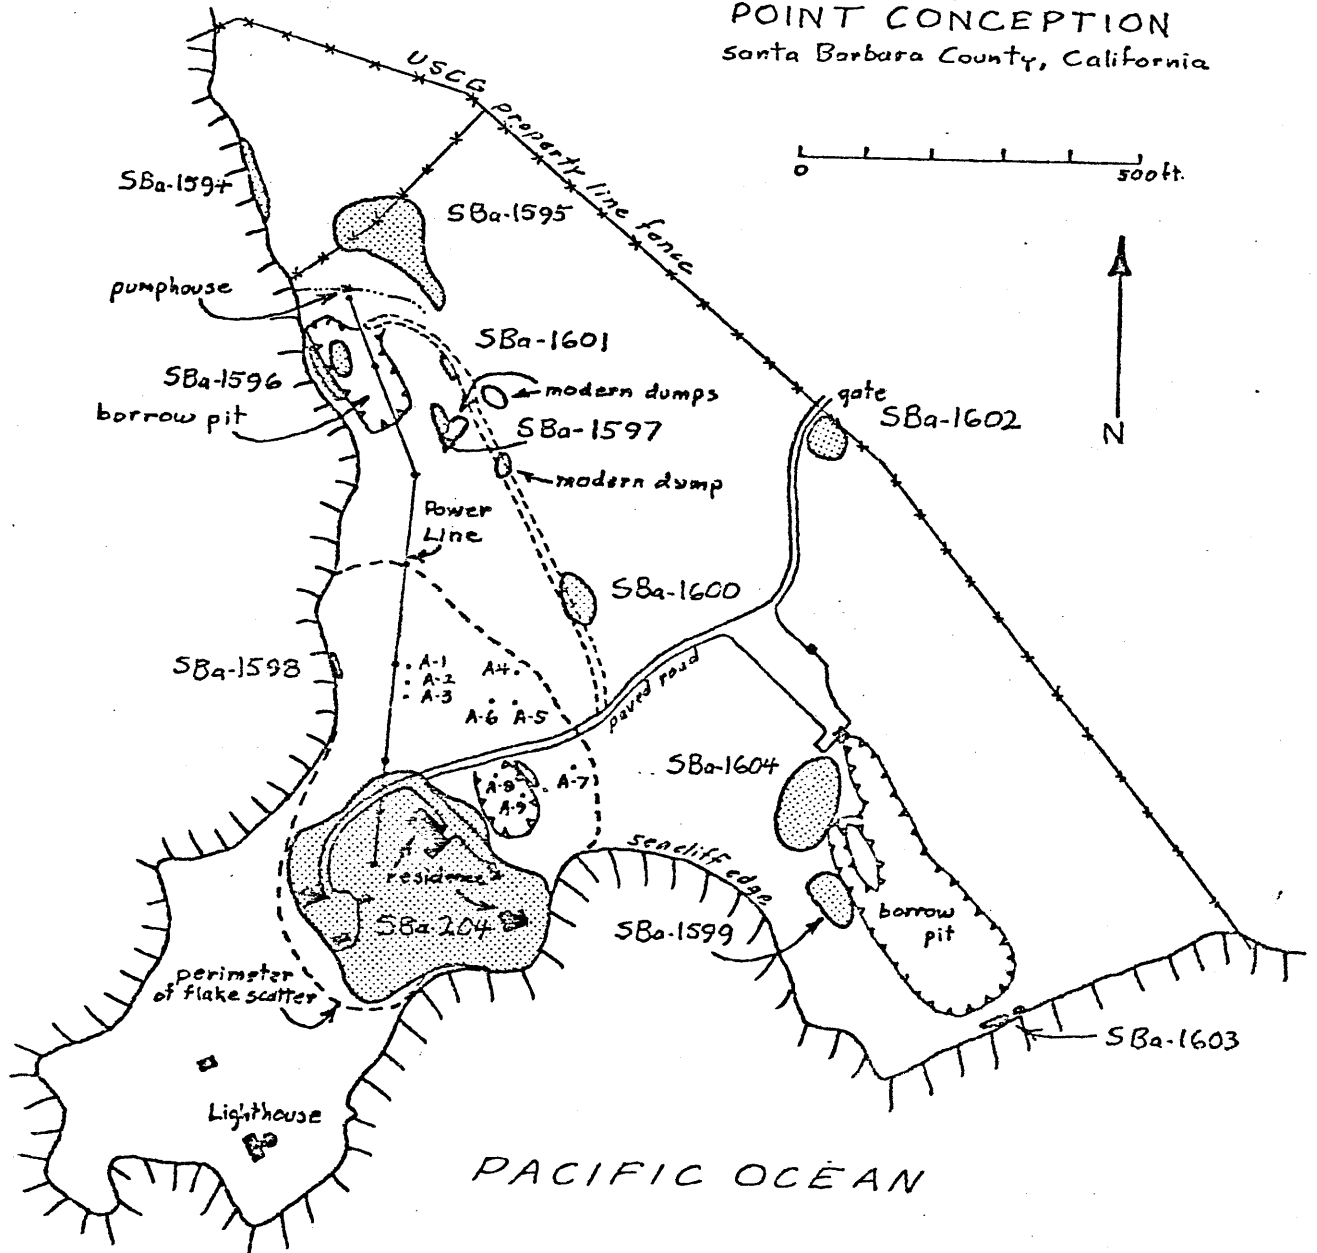 POINT CONCEPTION
Santa Barbara County, California
USCG property line fence
0
500ft.
SBa-1594
SBa-1595
pumphouse
SBa-1601
SBa-1596
modern dumps
gate
borrow pit
SBa-1597
SBa-1602
N
modern dump
Power
Line
SBa-1600
SBa-1598
A-1
A-2
A-3
A4
A-6
A-5
paved road
SBa-1604
A-7
A-8
A-9
seacliff edge
residence
SBa 204
SBa-1599
borrow
pit
perimeter
of flake scatter
SBa-1603
Lighthouse
PACIFIC OCEAN